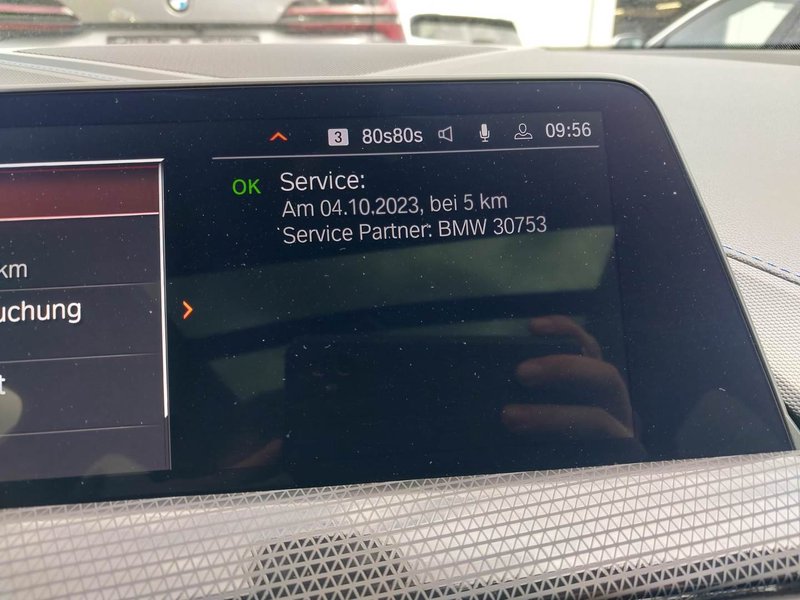 3 80s80s 09:56
OK Service:
Am 04.10.2023, bei 5 km
Service Partner: BMW 30753
km
uchung
t